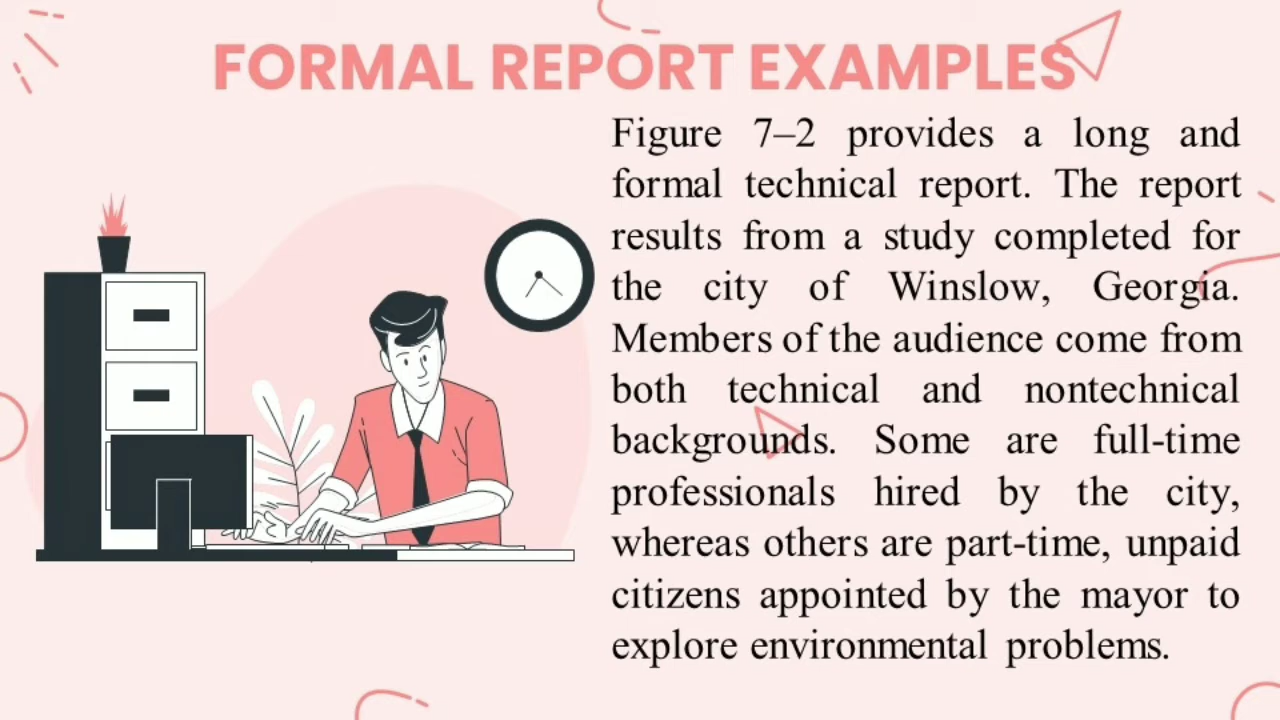 FORMAL REPORT EXAMPLES
Figure 7–2 provides a long and
formal technical report. The report
results from a study completed for
the city of Winslow, Georgia.
Members of the audience come from
both technical and nontechnical
backgrounds. Some are full-time
professionals hired by the city,
whereas others are part-time, unpaid
citizens appointed by the mayor to
explore environmental problems.